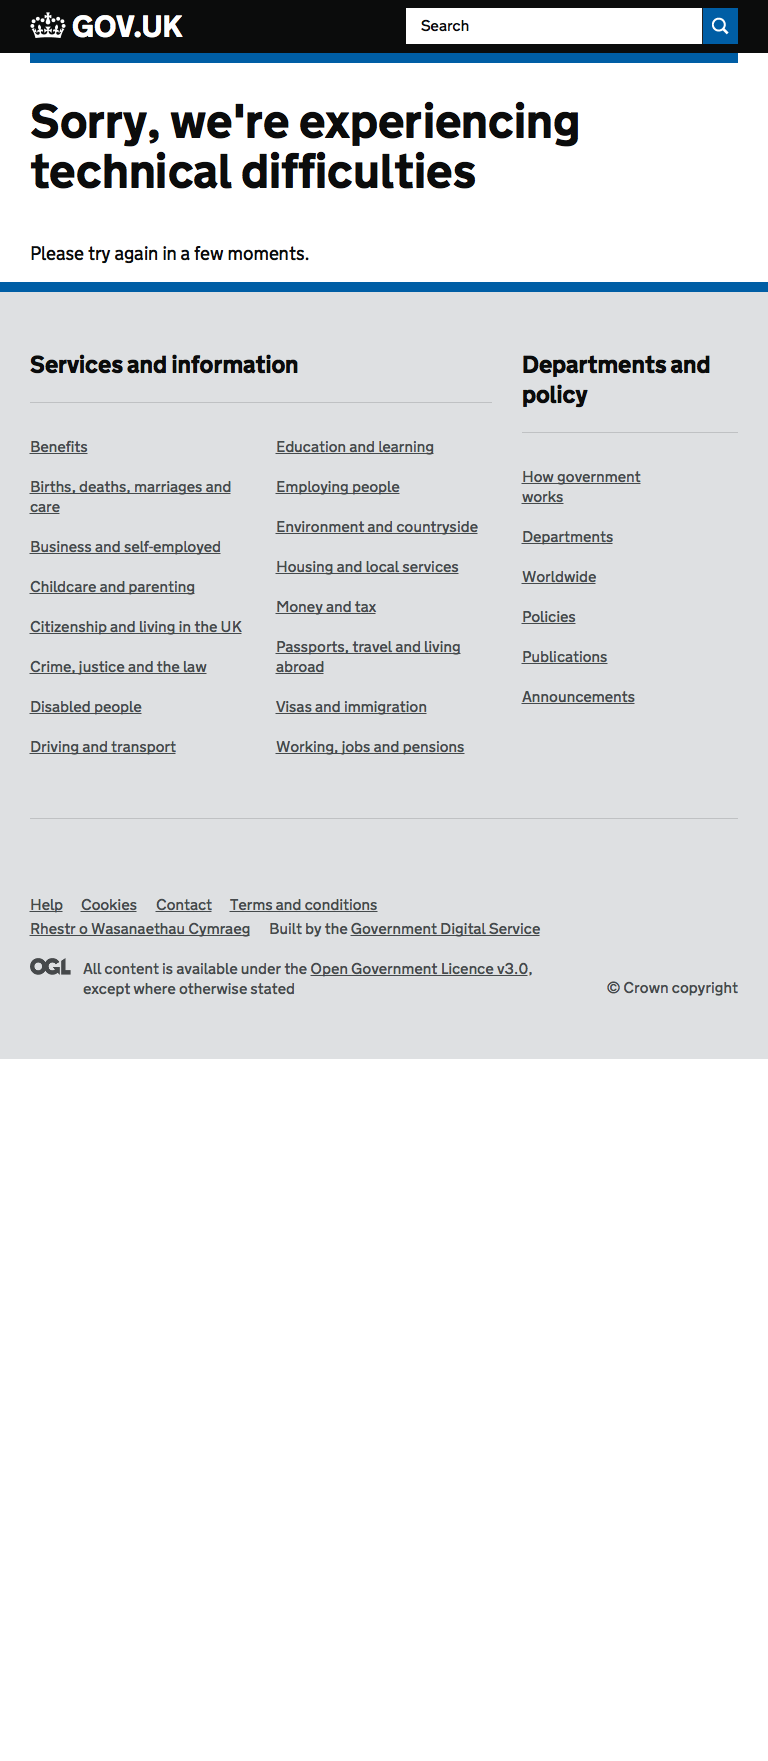 GOV.UK
Search
Sorry, we're experiencing
technical difficulties
Please try again in a few moments.
Services and information
Benefits
Births, deaths, marriages and
care
Business and self-employed
Childcare and parenting
Citizenship and living in the UK
Crime, justice and the law
Disabled people
Driving and transport
Education and learning
Employing people
Environment and countryside
Housing and local services
Money and tax
Passports, travel and living
abroad
Visas and immigration
Working, jobs and pensions
Departments and
policy
How government
works
Departments
Worldwide
Policies
Publications
Announcements
Help Cookies Contact Terms and conditions
Rhestr o Wasanaethau Cymraeg Built by the Government Digital Service
OGL All content is available under the Open Government Licence v3.0,
except where otherwise stated
© Crown copyright